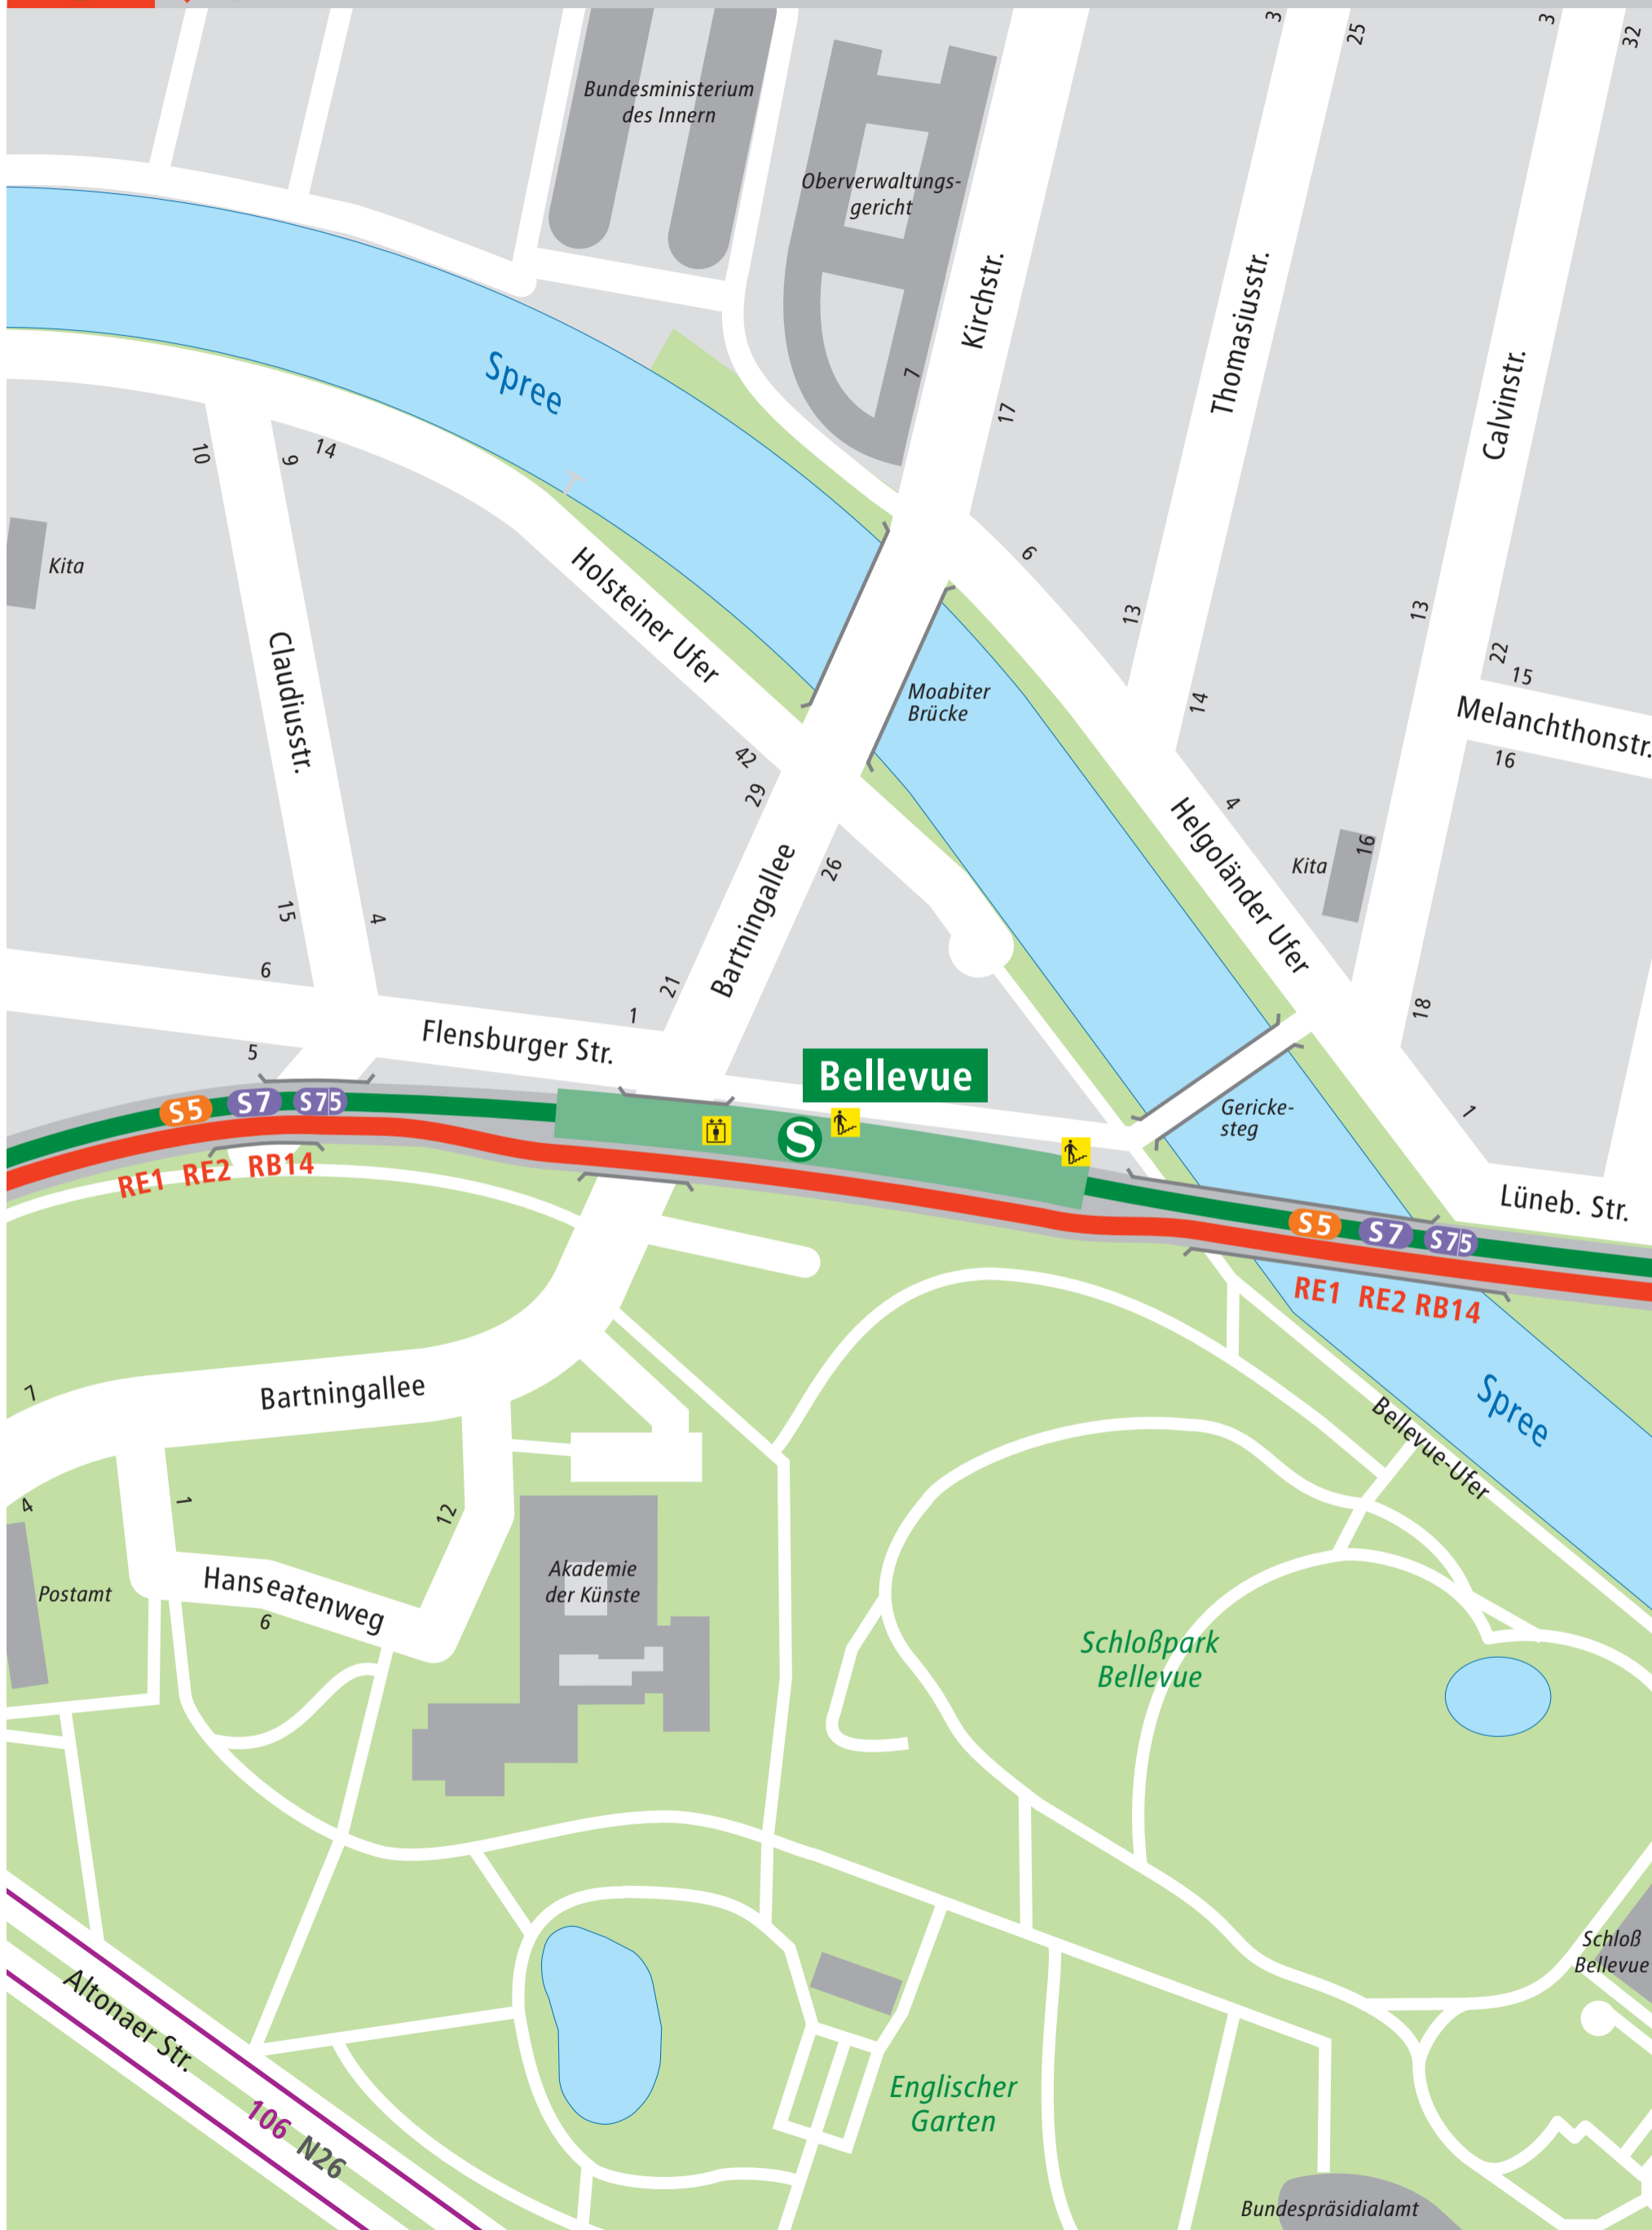 3
25
3
32
Bundesministerium
des Innern
Oberverwaltungs-
gericht
Kirchstr.
Thomasiusstr.
Calvinstr.
7
17
Spree
10
9
14
Kita
6
13
13
22
15
Melanchthonstr.
16
Holsteiner Ufer
Claudiusstr.
Moabiter
Brücke
14
42
29
4
Helgoländer Ufer
Kita
16
Bartningallee
26
15
4
6
21
1
18
5
Flensburger Str.
Bellevue
S5 S7 S75
S
Gericke-
steg
1
Lüneb. Str.
RE1 RE2 RB14
S5 S7 S75
RE1 RE2 RB14
7
Bartningallee
Spree
Bellevue-Ufer
4
1
12
Postamt
Hanseatenweg
6
Akademie
der Künste
Schloßpark
Bellevue
Schloß
Bellevue
Altonaer Str.
106 N26
Englischer
Garten
Bundespräsidialamt